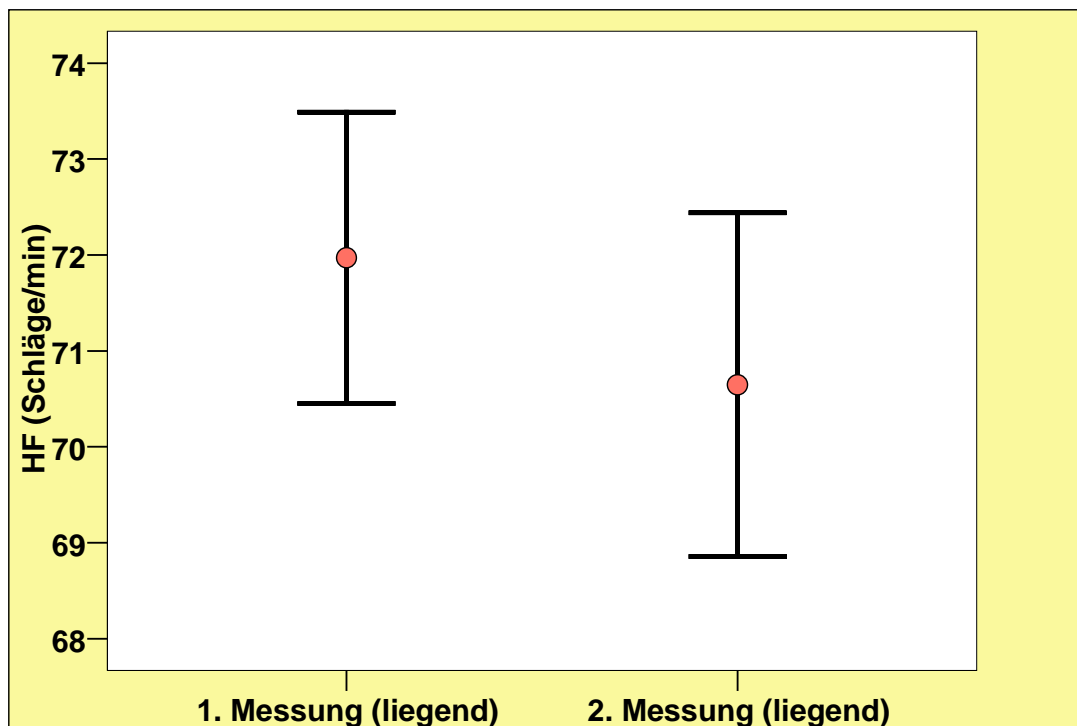 HF (Schläge/min)
74
73
72
71
70
69
68
1. Messung (liegend)
2. Messung (liegend)